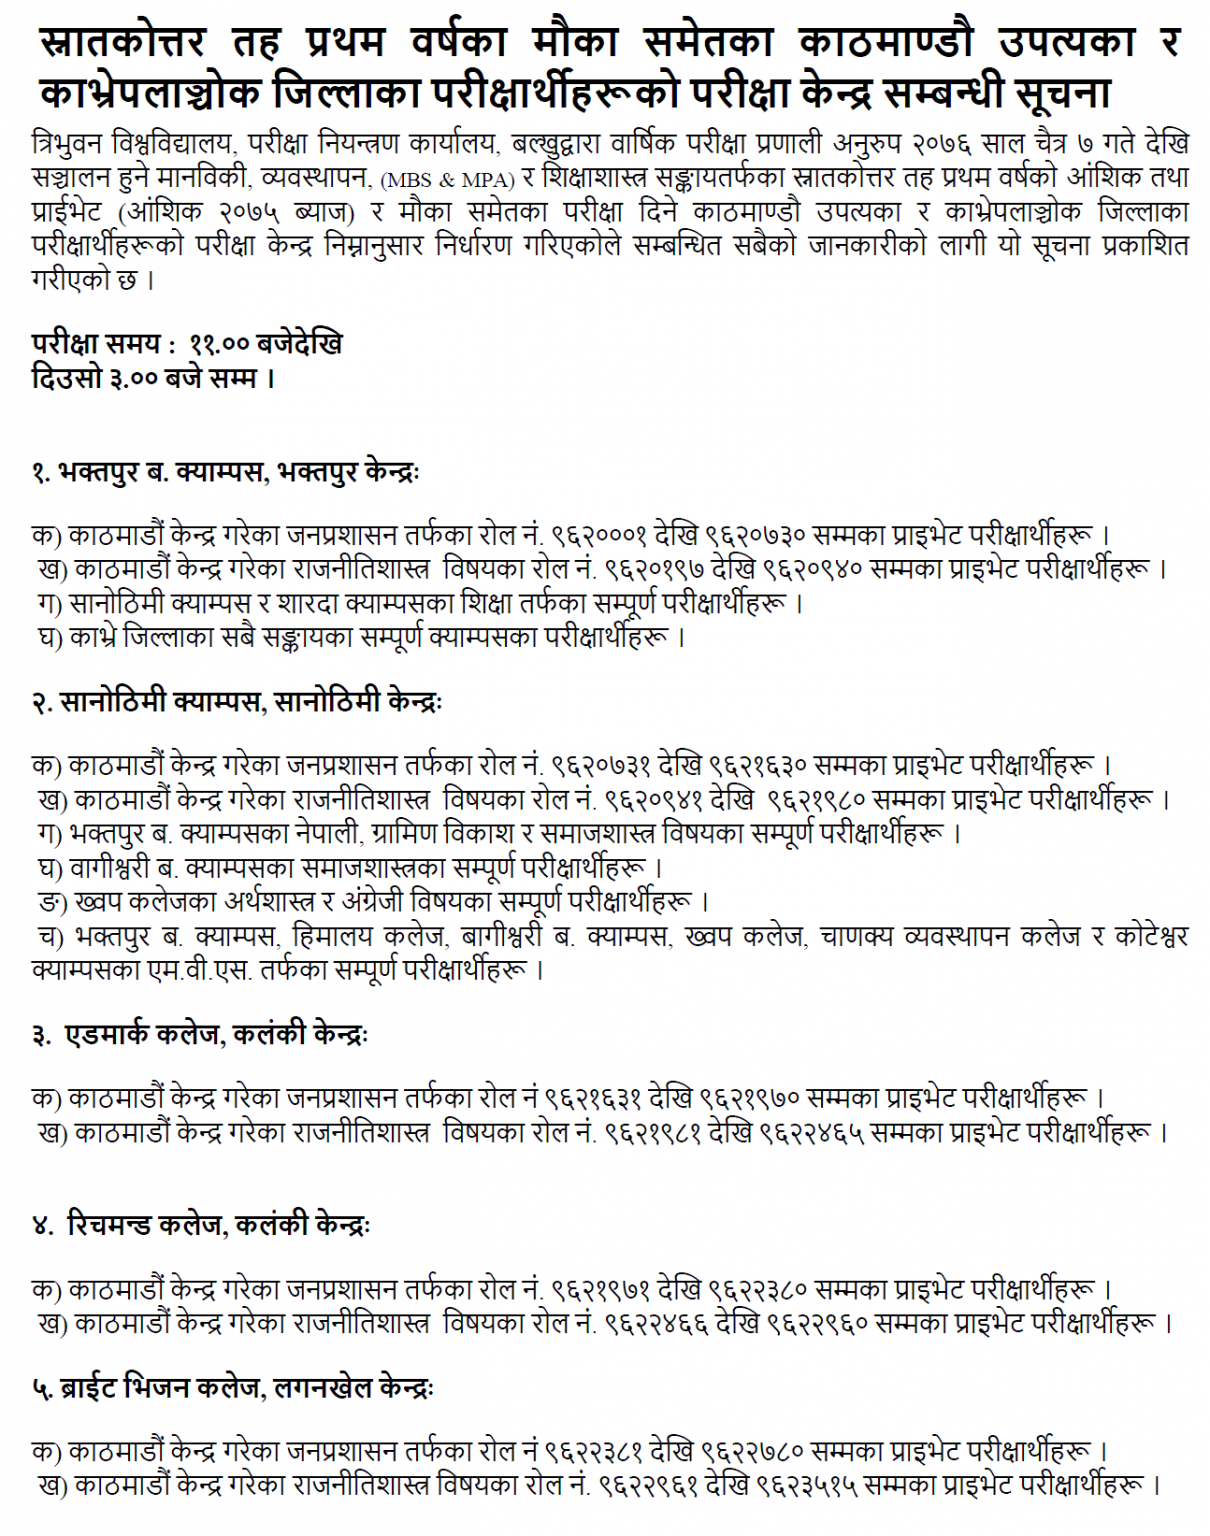 स्नातकोत्तर तह प्रथम वर्षका मौका समेतका काठमाण्डौ उपत्यका र
काभ्रेपलाञ्चोक जिल्लाका परीक्षार्थीहरूको परीक्षा केन्द्र सम्बन्धी सूचना
त्रिभुवन विश्वविद्यालय, परीक्षा नियन्त्रण कार्यालय, बल्खुद्वारा वार्षिक परीक्षा प्रणाली अनुरुप २०७६ साल चैत्र ७ गते देखि
सञ्चालन हुने मानविकी, व्यवस्थापन, (MBS & MPA) र शिक्षाशास्त्र सङ्कायतर्फका स्नातकोत्तर तह प्रथम वर्षको आंशिक तथा
प्राईभेट (आंशिक २०७५ ब्याज) र मौका समेतका परीक्षा दिने काठमाण्डौ उपत्यका र काभ्रेपलाञ्चोक जिल्लाका
परीक्षार्थीहरूको परीक्षा केन्द्र निम्नानुसार निर्धारण गरिएकोले सम्बन्धित सबैको जानकारीको लागी यो सूचना प्रकाशित
गरीएको छ ।
परीक्षा समय : ११.०० बजेदेखि
दिउसो ३.०० बजे सम्म ।
१. भक्तपुर ब. क्याम्पस, भक्तपुर केन्द्रः
क) काठमाडौं केन्द्र गरेका जनप्रशासन तर्फका रोल नं. ९६२०००१ देखि ९६२०७३० सम्मका प्राइभेट परीक्षार्थीहरू ।
ख) काठमाडौं केन्द्र गरेका राजनीतिशास्त्र विषयका रोल नं. ९६२०१९७ देखि ९६२०९४० सम्मका प्राइभेट परीक्षार्थीहरू ।
ग) सानोठिमी क्याम्पस र शारदा क्याम्पसका शिक्षा तर्फका सम्पूर्ण परीक्षार्थीहरू ।
घ) काभ्रे जिल्लाका सबै सङ्कायका सम्पूर्ण क्याम्पसका परीक्षार्थीहरू ।
२. सानोठिमी क्याम्पस, सानोठिमी केन्द्रः
क) काठमाडौं केन्द्र गरेका जनप्रशासन तर्फका रोल नं. ९६२०७३१ देखि ९६२१६३० सम्मका प्राइभेट परीक्षार्थीहरू ।
ख) काठमाडौं केन्द्र गरेका राजनीतिशास्त्र विषयका रोल नं. ९६२०९४१ देखि ९६२१९८० सम्मका प्राइभेट परीक्षार्थीहरू ।
ग) भक्तपुर ब. क्याम्पसका नेपाली, ग्रामिण विकाश र समाजशास्त्र विषयका सम्पूर्ण परीक्षार्थीहरू ।
घ) वागीश्वरी ब. क्याम्पसका समाजशास्त्रका सम्पूर्ण परीक्षार्थीहरू ।
ङ) ख्वप कलेजका अर्थशास्त्र र अंग्रेजी विषयका सम्पूर्ण परीक्षार्थीहरू ।
च) भक्तपुर ब. क्याम्पस, हिमालय कलेज, बागीश्वरी ब. क्याम्पस, ख्वप कलेज, चाणक्य व्यवस्थापन कलेज र कोटेश्वर
क्याम्पसका एम.वी.एस. तर्फका सम्पूर्ण परीक्षार्थीहरू ।
३. एडमार्क कलेज, कलंकी केन्द्रः
क) काठमाडौं केन्द्र गरेका जनप्रशासन तर्फका रोल नं ९६२१६३१ देखि ९६२१९७० सम्मका प्राइभेट परीक्षार्थीहरू ।
ख) काठमाडौं केन्द्र गरेका राजनीतिशास्त्र विषयका रोल नं. ९६२१९८१ देखि ९६२२४६५ सम्मका प्राइभेट परीक्षार्थीहरू ।
४. रिचमन्ड कलेज, कलंकी केन्द्रः
क) काठमाडौं केन्द्र गरेका जनप्रशासन तर्फका रोल नं. ९६२१९७१ देखि ९६२२३८० सम्मका प्राइभेट परीक्षार्थीहरू ।
ख) काठमाडौं केन्द्र गरेका राजनीतिशास्त्र विषयका रोल नं. ९६२२४६६ देखि ९६२२९६० सम्मका प्राइभेट परीक्षार्थीहरू ।
५. ब्राईट भिजन कलेज, लगनखेल केन्द्रः
क) काठमाडौं केन्द्र गरेका जनप्रशासन तर्फका रोल नं ९६२२३८१ देखि ९६२२७८० सम्मका प्राइभेट परीक्षार्थीहरू ।
ख) काठमाडौं केन्द्र गरेका राजनीतिशास्त्र विषयका रोल नं. ९६२२९६१ देखि ९६२३५१५ सम्मका प्राइभेट परीक्षार्थीहरू ।